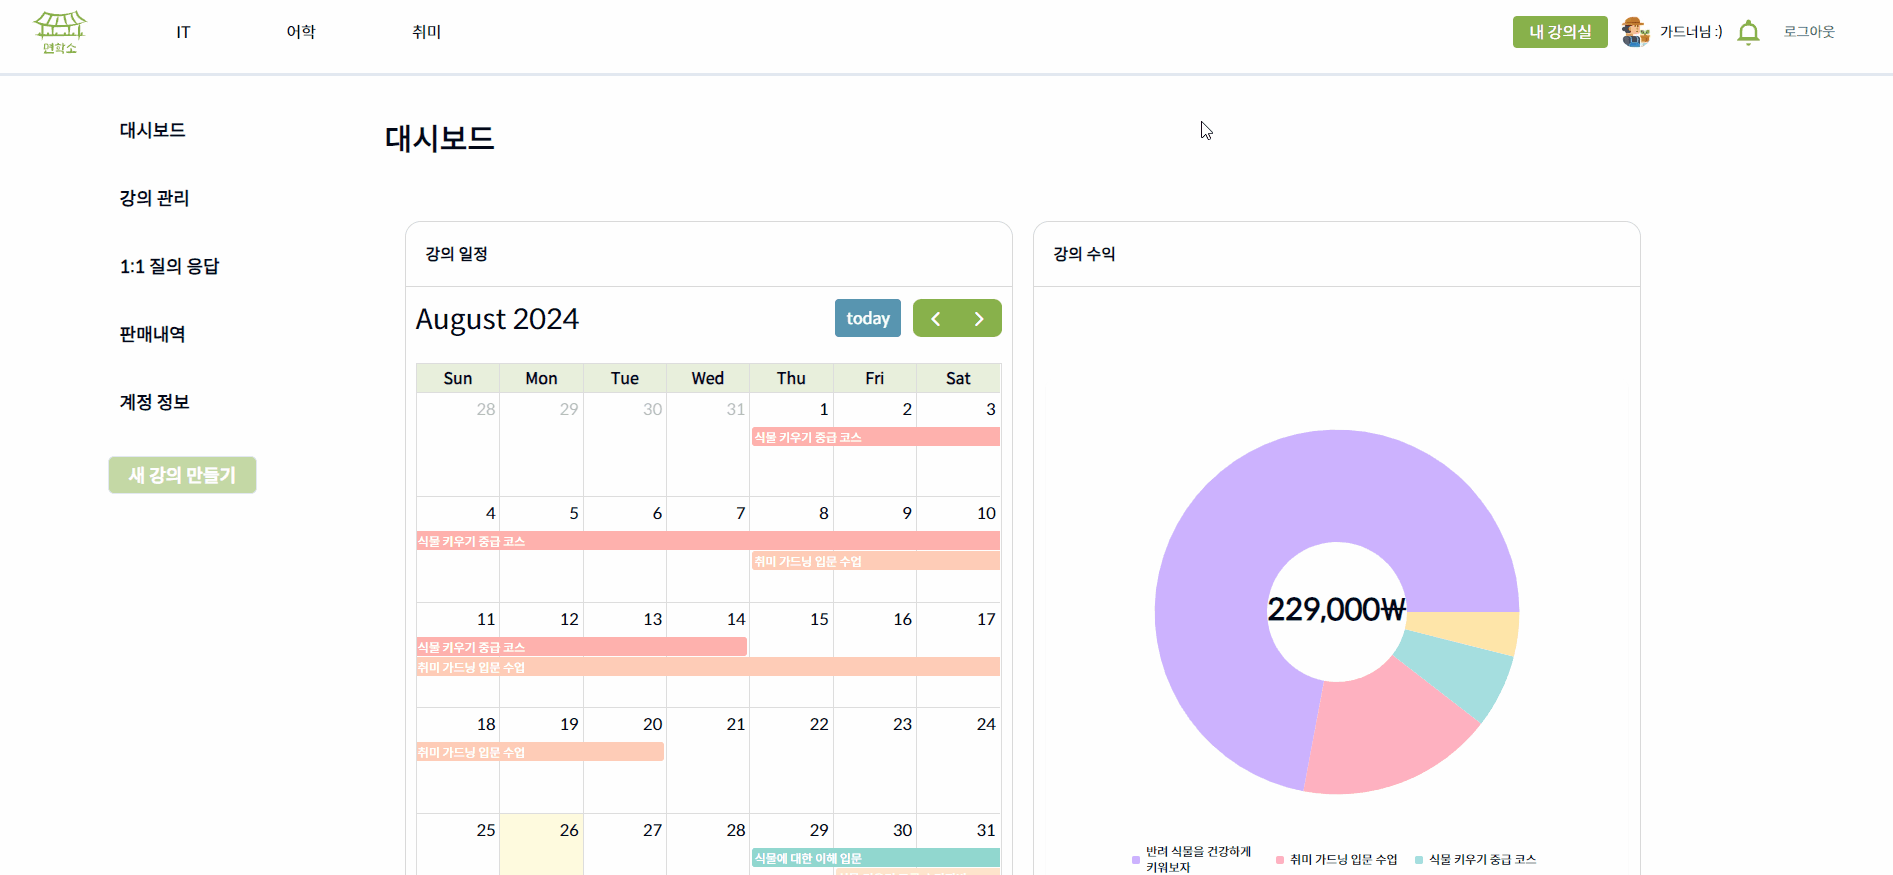 면학소
IT
어학
취미
내 강의실
가드너님 :)
로그아웃
대시보드
강의 관리
1:1 질의 응답
판매내역
계정 정보
새 강의 만들기
대시보드
강의 일정
August 2024
today
Sun Mon Tue Wed Thu Fri Sat
28 29 30 31 1 2 3
식물 키우기 중급 코스
4 5 6 7 8 9 10
식물 키우기 중급 코스
취미 가드닝 입문 수업
11 12 13 14 15 16 17
식물 키우기 중급 코스
취미 가드닝 입문 수업
18 19 20 21 22 23 24
취미 가드닝 입문 수업
25 26 27 28 29 30 31
식물에 대한 이해 입문
강의 수익
229,000₩
반려 식물을 건강하게
키워보자
취미 가드닝 입문 수업
식물 키우기 중급 코스